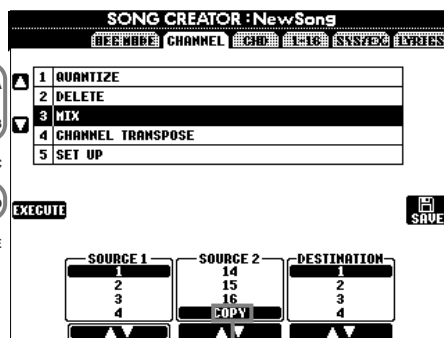 SONG CREATOR : NewSong
REC MODE CHANNEL CHD 1-16 SYS/EX. LYRICS
1 QUANTIZE
2 DELETE
3 MIX
4 CHANNEL TRANSPOSE
5 SET UP
EXECUTE
SAVE
SOURCE 1 SOURCE 2 DESTINATION
1 14 1
2 15 2
3 16 3
4 COPY 4